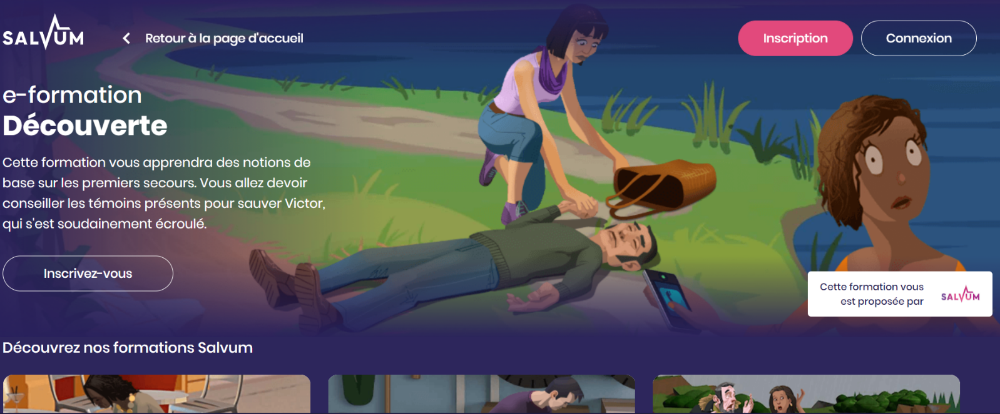 SALVUM
Retour à la page d'accueil
Inscription
Connexion
e-formation
Découverte
Cette formation vous apprendra des notions de
base sur les premiers secours. Vous allez devoir
conseiller les témoins présents pour sauver Victor,
qui s'est soudainement écroulé.
Inscrivez-vous
Cette formation vous
est proposée par
SALVUM
Découvrez nos formations Salvum